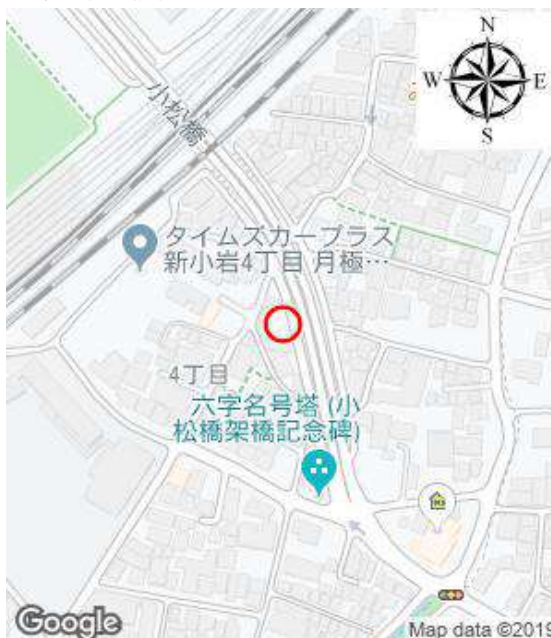 N
W
E
S
小松橋
タイムズカープラス
新小岩4丁目 月極…
4丁目
六字名号塔 (小
松橋架橋記念碑)
Google
Map data ©2019